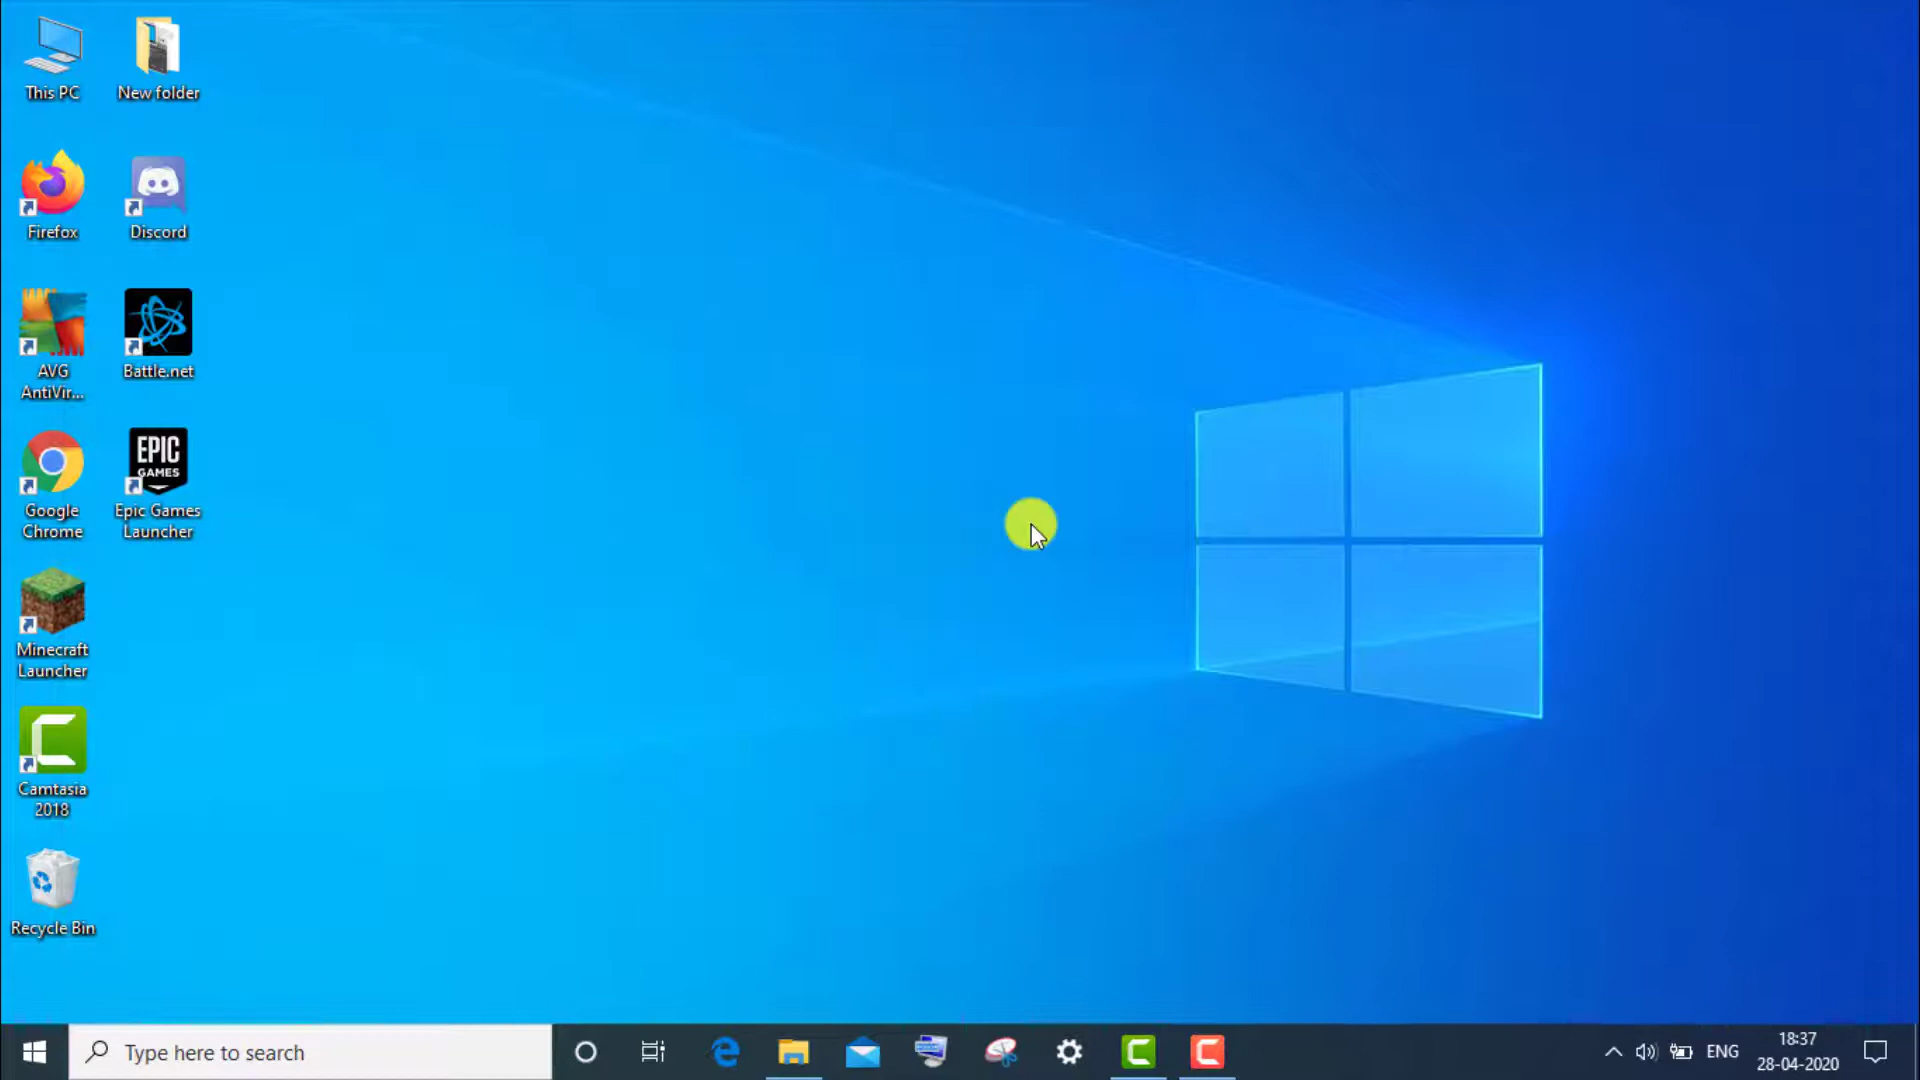 This PC
New folder
Firefox
Discord
AVG
AntiVir...
Battle.net
EPIC
GAMES
Google
Chrome
Epic Games
Launcher
Minecraft
Launcher
Camtasia
2018
Recycle Bin
Type here to search
ENG
18:37
28-04-2020